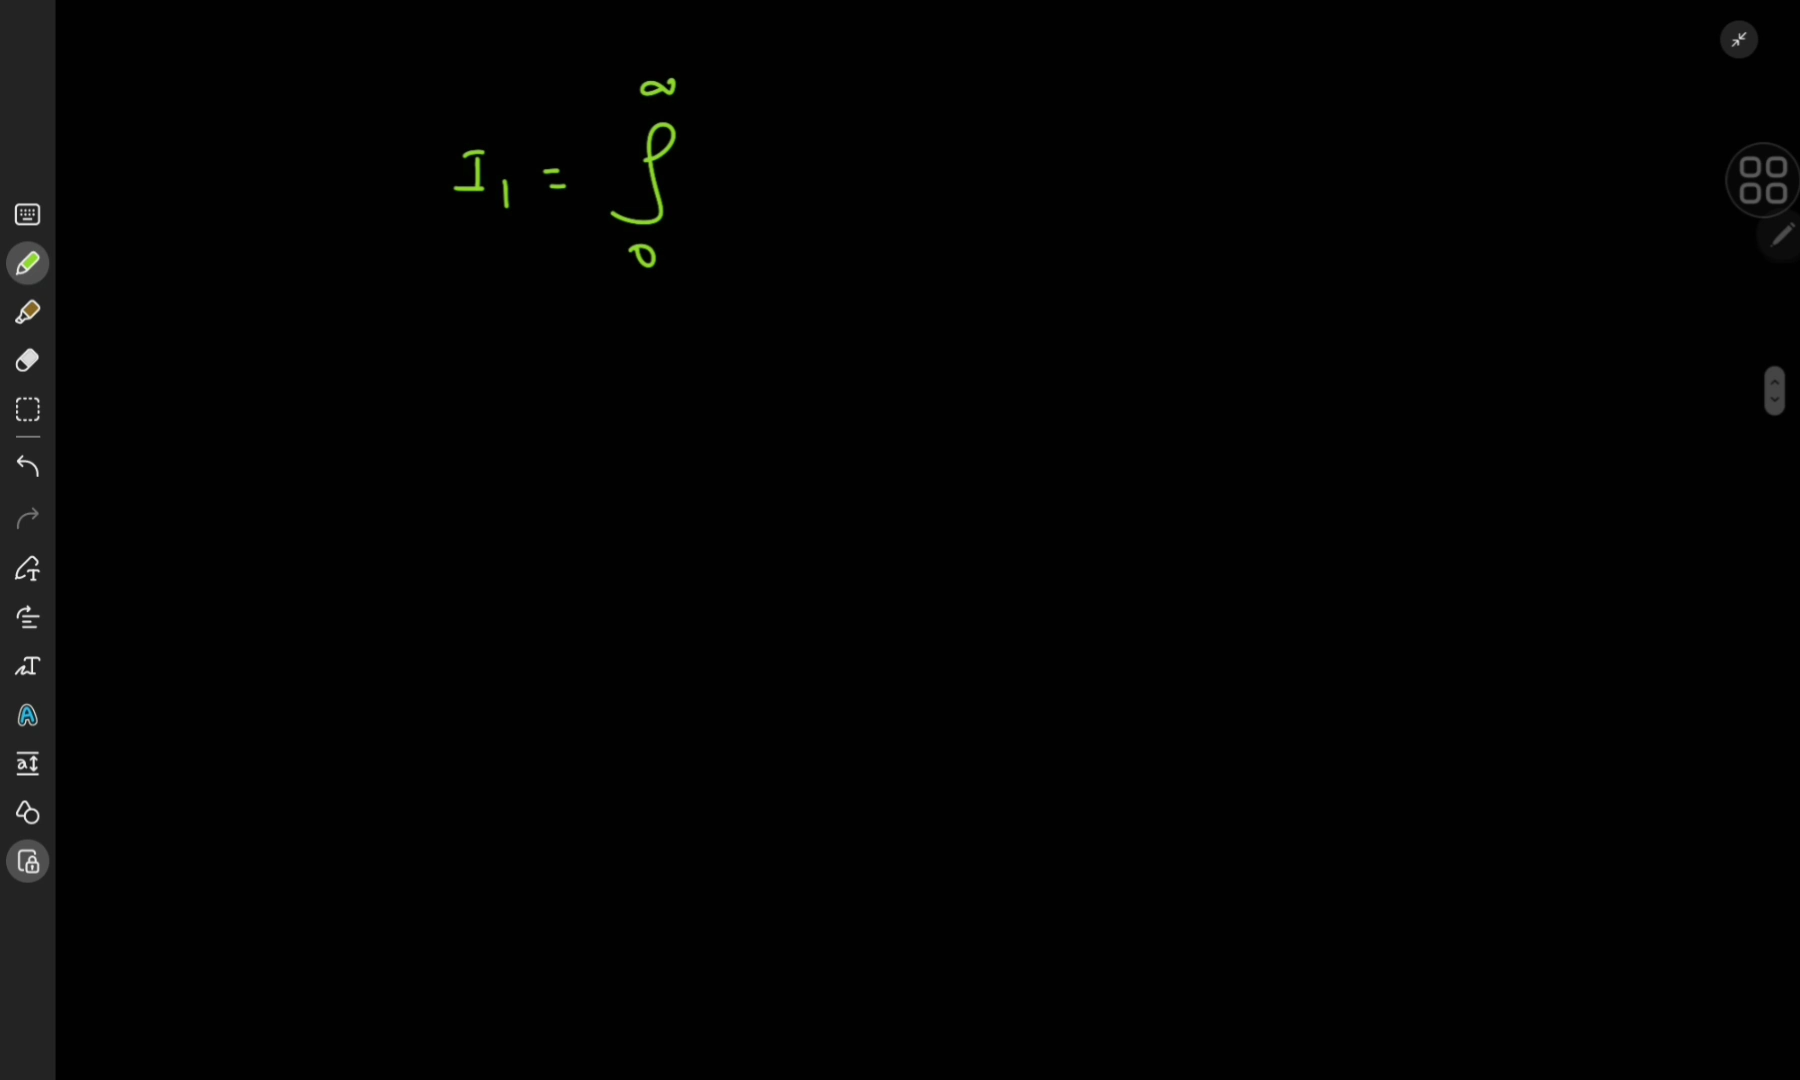 I₁ = ∫₀^∞